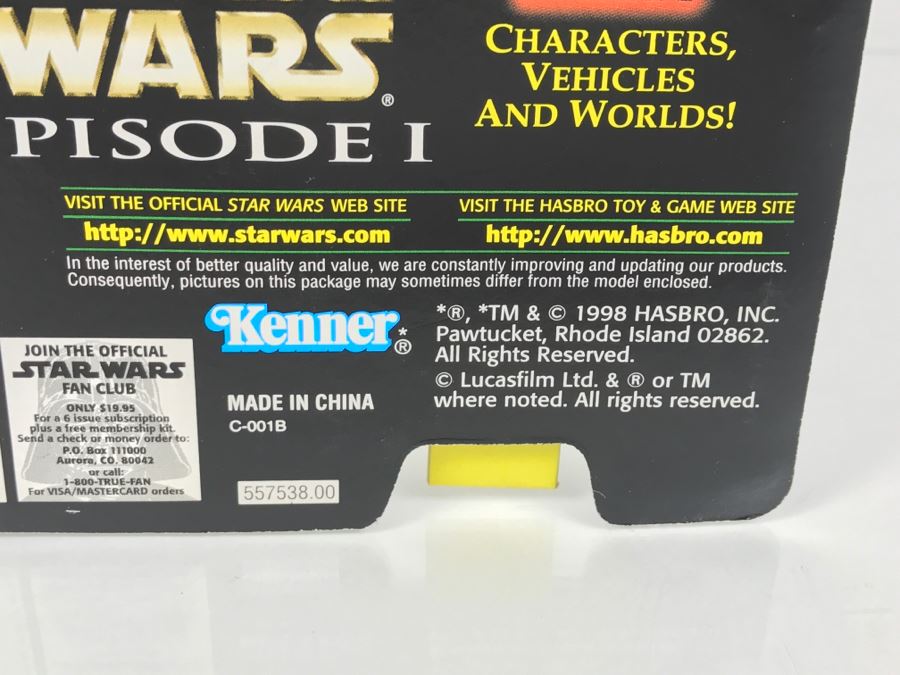 WARS®
PISODE I
CHARACTERS,
VEHICLES
AND WORLDS!
VISIT THE OFFICIAL STAR WARS WEB SITE
http://www.starwars.com
VISIT THE HASBRO TOY & GAME WEB SITE
http://www.hasbro.com
In the interest of better quality and value, we are constantly improving and updating our products.
Consequently, pictures on this package may sometimes differ from the model enclosed.
JOIN THE OFFICIAL
STAR WARS
FAN CLUB
ONLY $19.95
For a 6 issue subscription
plus a free membership kit.
Send a check or money order to:
P.O. Box 111000
Aurora, CO. 80042
or call:
1-800-TRUE-FAN
For VISA/MASTERCARD orders
Kenner*®
MADE IN CHINA
C-001B
557538.00
*®, *TM & © 1998 HASBRO, INC.
Pawtucket, Rhode Island 02862.
All Rights Reserved.
© Lucasfilm Ltd. & ® or TM
where noted. All rights reserved.